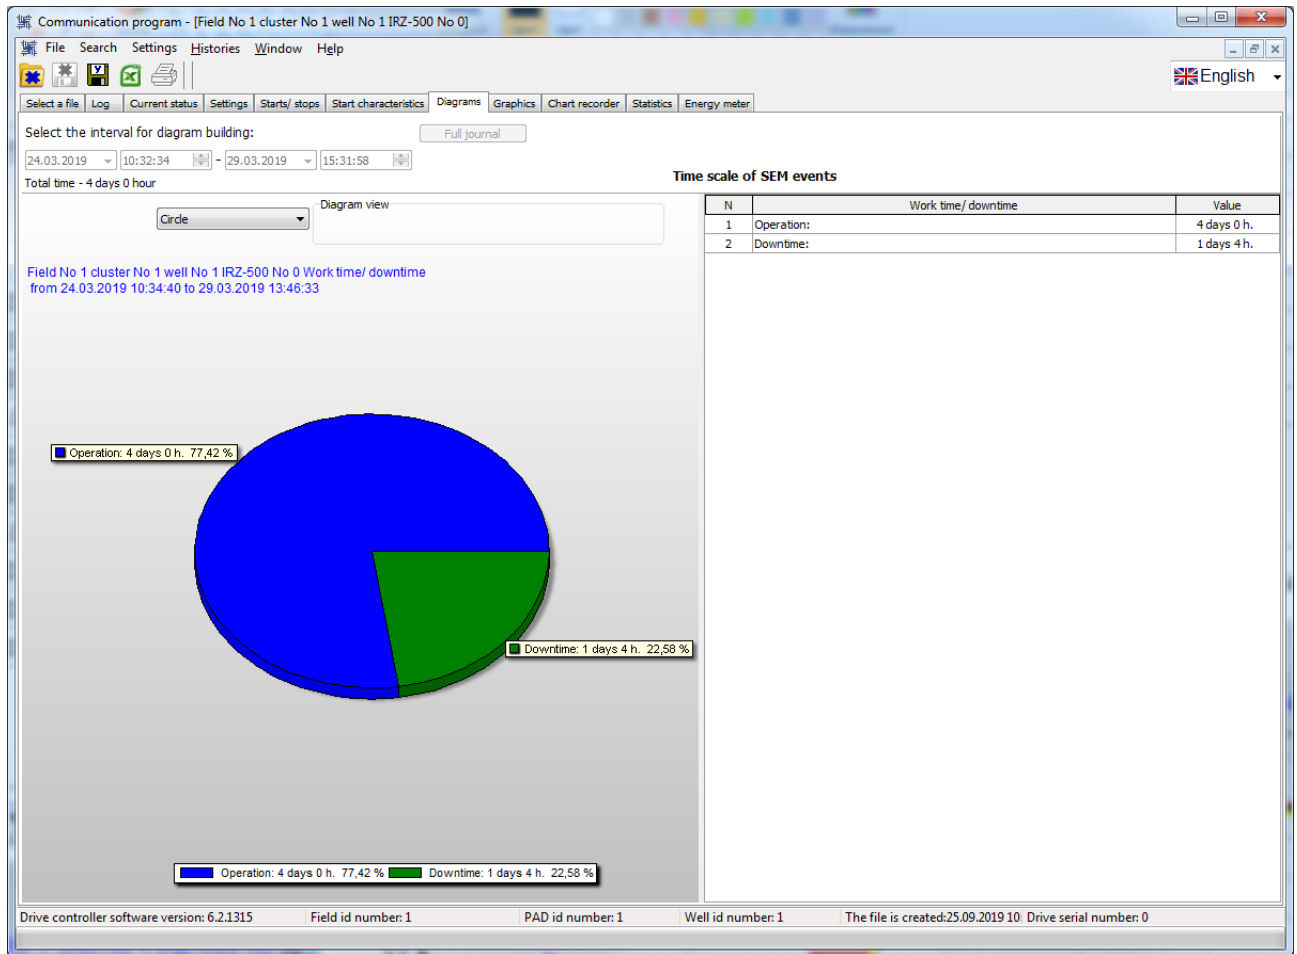 Communication program - [Field No 1 cluster No 1 well No 1 IRZ-500 No 0]
File Search Settings Histories Window Help
English
Select a file Log Current status Settings Starts/ stops Start characteristics Diagrams Graphics Chart recorder Statistics Energy meter
Select the interval for diagram building:
Full journal
24.03.2019 10:32:34 - 29.03.2019 15:31:58
Total time - 4 days 0 hour
Time scale of SEM events
Circle
Diagram view
N Work time/ downtime Value
1 Operation: 4 days 0 h.
2 Downtime: 1 days 4 h.
Field No 1 cluster No 1 well No 1 IRZ-500 No 0 Work time/ downtime
from 24.03.2019 10:34:40 to 29.03.2019 13:46:33
Operation: 4 days 0 h. 77,42 %
Downtime: 1 days 4 h. 22,58 %
Operation: 4 days 0 h. 77,42 % Downtime: 1 days 4 h. 22,58 %
Drive controller software version: 6.2.1315 Field id number: 1 PAD id number: 1 Well id number: 1 The file is created:25.09.2019 10: Drive serial number: 0